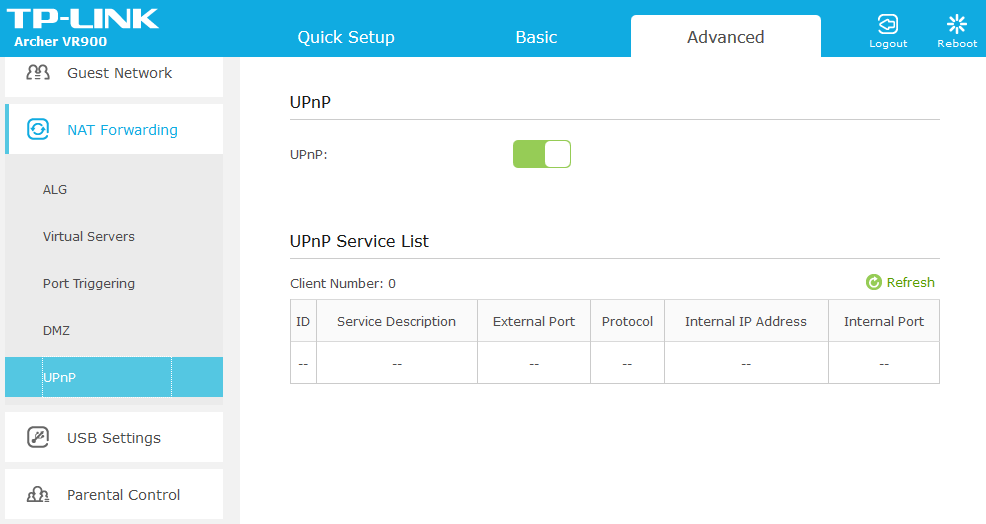 TP-LINK
Archer VR900
Quick Setup
Basic
Advanced
Logout
Reboot
Guest Network
NAT Forwarding
ALG
Virtual Servers
Port Triggering
DMZ
UPnP
USB Settings
Parental Control
UPnP
UPnP:
UPnP Service List
Client Number: 0
Refresh
ID Service Description External Port Protocol Internal IP Address Internal Port
-- -- -- -- -- --